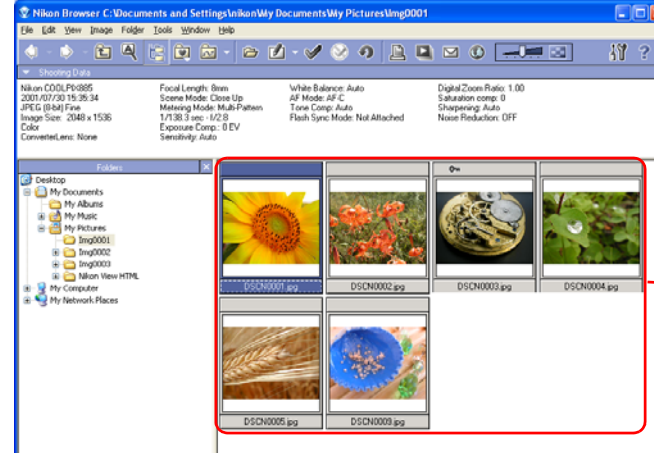 Nikon Browser C:\Documents and Settings\nikon\My Documents\My Pictures\Img0001
File Edit View Image Folder Tools Window Help
Shooting Data
Nikon COOLPIX885
2001/07/30 15:35:34
JPEG (8-bit) Fine
Image Size: 2048 x 1536
Color
ConverterLens: None
Focal Length: 8mm
Scene Mode: Close Up
Metering Mode: Multi-Pattern
1/138.3 sec - f/2.8
Exposure Comp.: 0 EV
Sensitivity: Auto
White Balance: Auto
AF Mode: AF-C
Tone Comp: Auto
Flash Sync Mode: Not Attached
Digital Zoom Ratio: 1.00
Saturation comp: 0
Sharpening: Auto
Noise Reduction: OFF
Folders
Desktop
My Documents
My Albums
My Music
My Pictures
Img0001
Img0002
Img0003
Nikon View HTML
My Computer
My Network Places
DSCN0001.jpg DSCN0002.jpg DSCN0003.jpg DSCN0004.jpg
DSCN0005.jpg DSCN0009.jpg